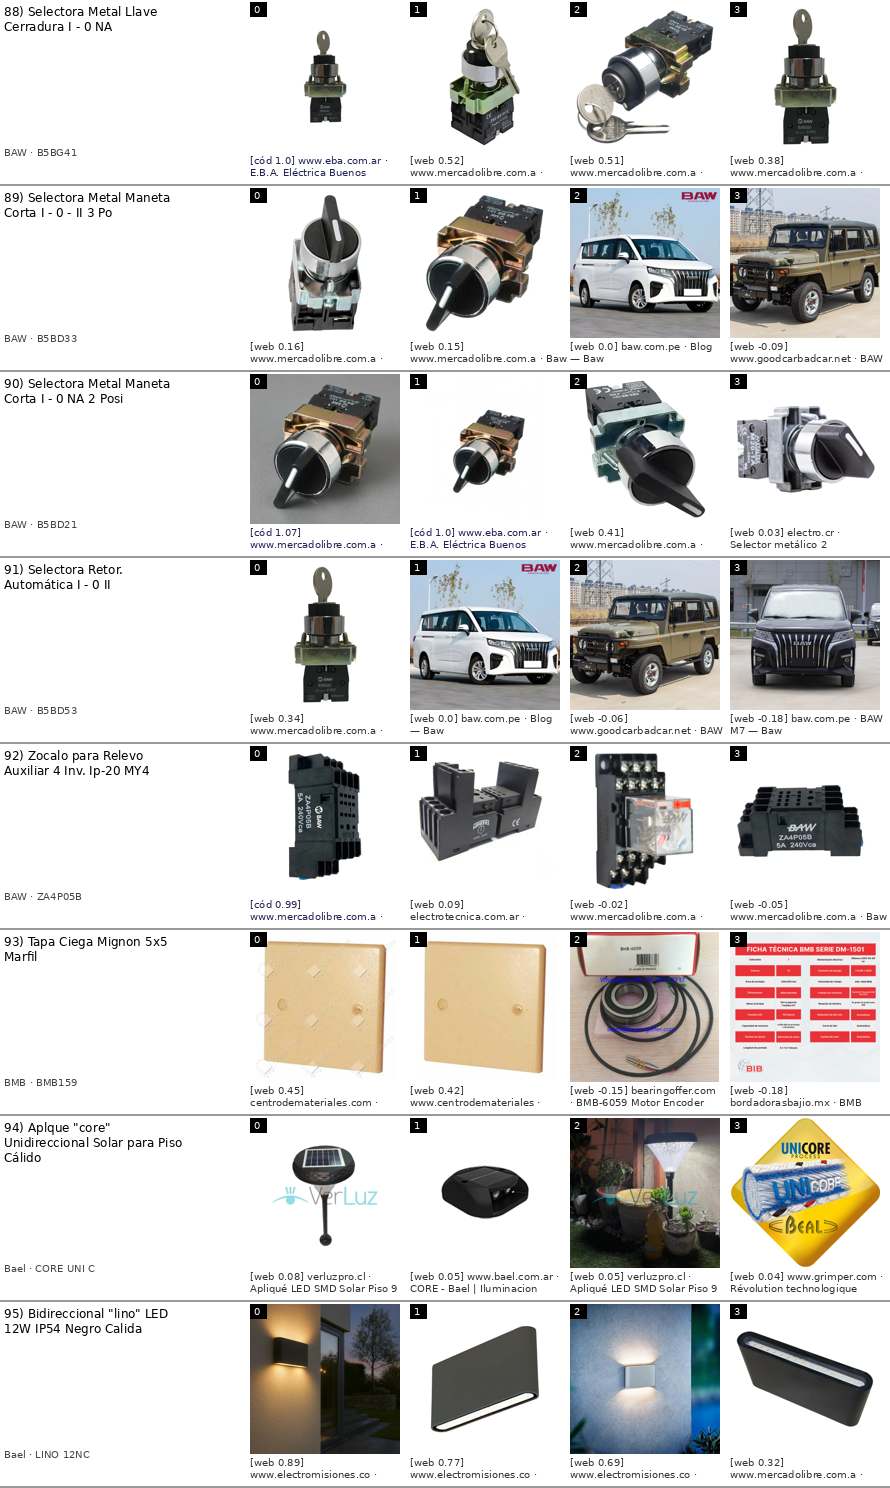 88) Selectora Metal Llave
Cerradura I - 0 NA
BAW · B5BG41
0
[cód 1.0] www.eba.com.ar ·
E.B.A. Eléctrica Buenos
1
[web 0.52]
www.mercadolibre.com.a ·
2
[web 0.51]
www.mercadolibre.com.a ·
3
[web 0.38]
www.mercadolibre.com.a ·
89) Selectora Metal Maneta
Corta I - 0 - II 3 Po
BAW · B5BD33
0
[web 0.16]
www.mercadolibre.com.a ·
1
[web 0.15]
www.mercadolibre.com.a · Baw
2
BAW
[web 0.0] baw.com.pe · Blog
— Baw
3
[web -0.09]
www.goodcarbadcar.net · BAW
90) Selectora Metal Maneta
Corta I - 0 NA 2 Posi
BAW · B5BD21
0
[cód 1.07]
www.mercadolibre.com.a ·
1
[cód 1.0] www.eba.com.ar ·
E.B.A. Eléctrica Buenos
2
[web 0.41]
www.mercadolibre.com.a ·
3
[web 0.03] electro.cr ·
Selector metálico 2
91) Selectora Retor.
Automática I - 0 II
BAW · B5BD53
0
[web 0.34]
www.mercadolibre.com.a ·
1
BAW
[web 0.0] baw.com.pe · Blog
— Baw
2
[web -0.06]
www.goodcarbadcar.net · BAW
3
BAW
[web -0.18] baw.com.pe · BAW
M7 — Baw
92) Zocalo para Relevo
Auxiliar 4 Inv. Ip-20 MY4
BAW · ZA4P05B
0
BAW
ZA4P05B
5A 240Vca
[cód 0.99]
www.mercadolibre.com.a ·
1
[web 0.09]
electrotecnica.com.ar ·
2
[web -0.02]
www.mercadolibre.com.a ·
3
BAW
ZA4P05B
5A 240Vca
[web -0.05]
www.mercadolibre.com.a · Baw
93) Tapa Ciega Mignon 5x5
Marfil
BMB · BMB159
0
[web 0.45]
centrodemateriales.com ·
1
[web 0.42]
www.centrodemateriales ·
2
[web -0.15] bearingoffer.com
· BMB-6059 Motor Encoder
3
FICHA TÉCNICA BMB SERIE DM-1501
BIB
[web -0.18]
bordadorasbajio.mx · BMB
94) Aplque "core"
Unidireccional Solar para Piso
Cálido
Bael · CORE UNI C
0
VerLuz
[web 0.08] verluzpro.cl ·
Apliqué LED SMD Solar Piso 9
1
[web 0.05] www.bael.com.ar ·
CORE - Bael | Iluminacion
2
VerLuz
[web 0.05] verluzpro.cl ·
Apliqué LED SMD Solar Piso 9
3
UNICORE
PROCESS
UNICORE
BEAL
[web 0.04] www.grimper.com ·
Révolution technologique
95) Bidireccional "lino" LED
12W IP54 Negro Calida
Bael · LINO 12NC
0
[web 0.89]
www.electromisiones.co ·
1
[web 0.77]
www.electromisiones.co ·
2
[web 0.69]
www.electromisiones.co ·
3
[web 0.32]
www.mercadolibre.com.a ·